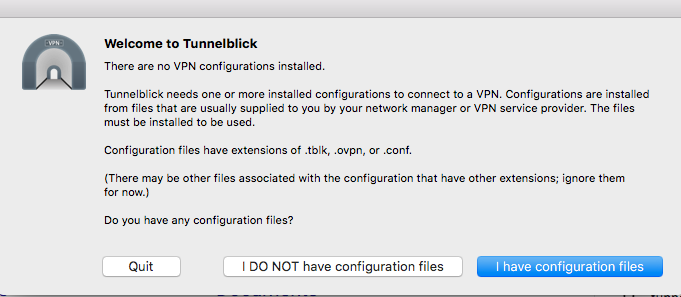 Welcome to Tunnelblick
VPN
There are no VPN configurations installed.
Tunnelblick needs one or more installed configurations to connect to a VPN. Configurations are installed
from files that are usually supplied to you by your network manager or VPN service provider. The files
must be installed to be used.
Configuration files have extensions of .tblk, .ovpn, or .conf.
(There may be other files associated with the configuration that have other extensions; ignore them
for now.)
Do you have any configuration files?
Quit
I DO NOT have configuration files
I have configuration files